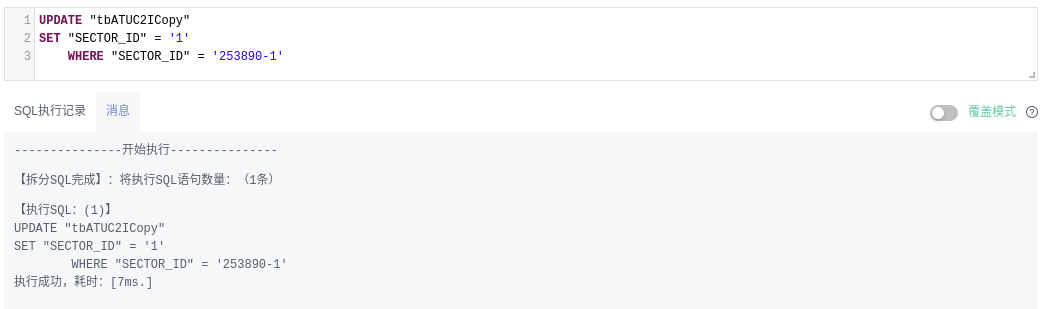 1 UPDATE "tbATUC2ICopy"
2 SET "SECTOR_ID" = '1'
3 WHERE "SECTOR_ID" = '253890-1'
SQL执行记录 消息 覆盖模式
---------------开始执行---------------
【拆分SQL完成】：将执行SQL语句数量：（1条）
【执行SQL：(1)】
UPDATE "tbATUC2ICopy"
SET "SECTOR_ID" = '1'
WHERE "SECTOR_ID" = '253890-1'
执行成功，耗时：[7ms.]